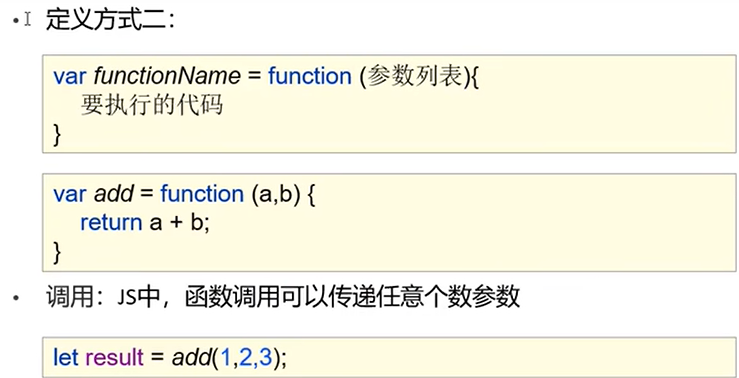 • 定义方式二：
var functionName = function (参数列表){
要执行的代码
}
var add = function (a,b) {
return a + b;
}
• 调用：JS中，函数调用可以传递任意个数参数
let result = add(1,2,3);